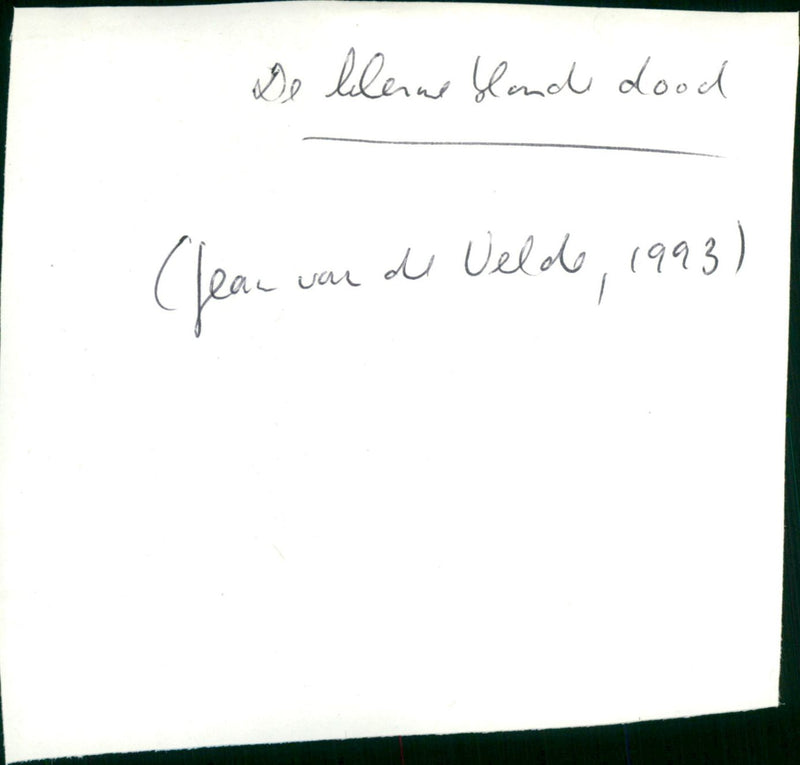 De kleine blonde dood
(Jean van de Velde, 1993)